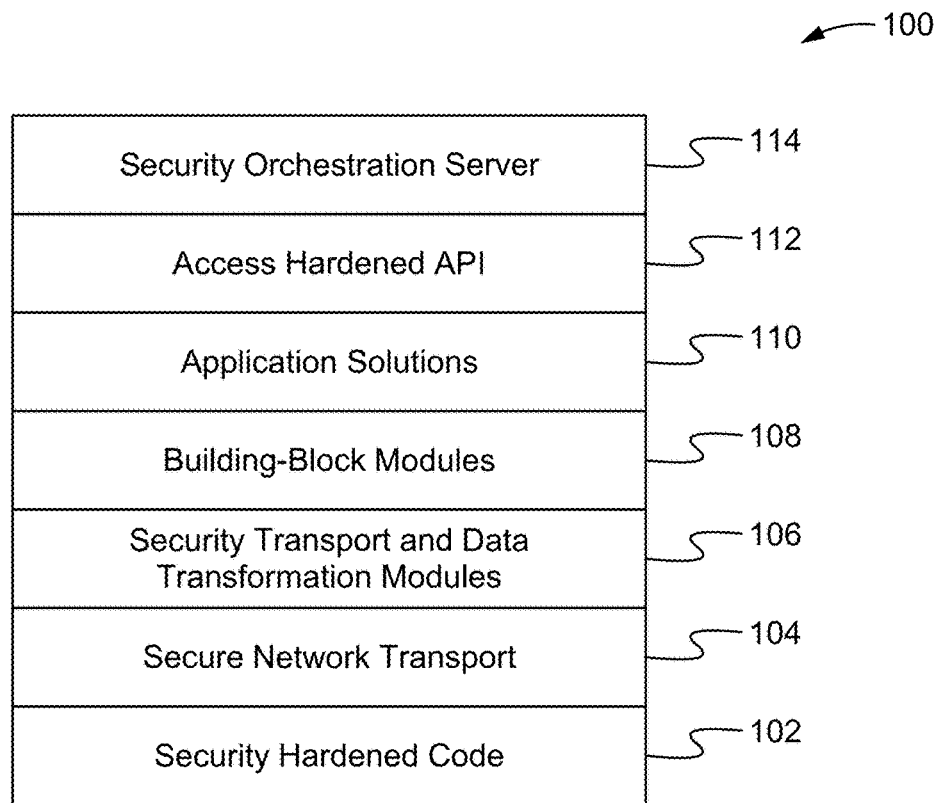 100
Security Orchestration Server
114
Access Hardened API
112
Application Solutions
110
Building-Block Modules
108
Security Transport and Data
Transformation Modules
106
Secure Network Transport
104
Security Hardened Code
102